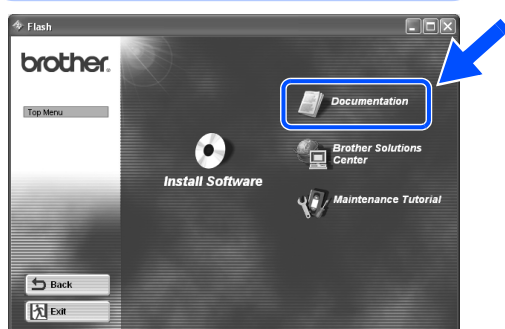 Flash
brother.
Top Menu
Documentation
Brother Solutions
Center
Install Software
Maintenance Tutorial
Back
Exit